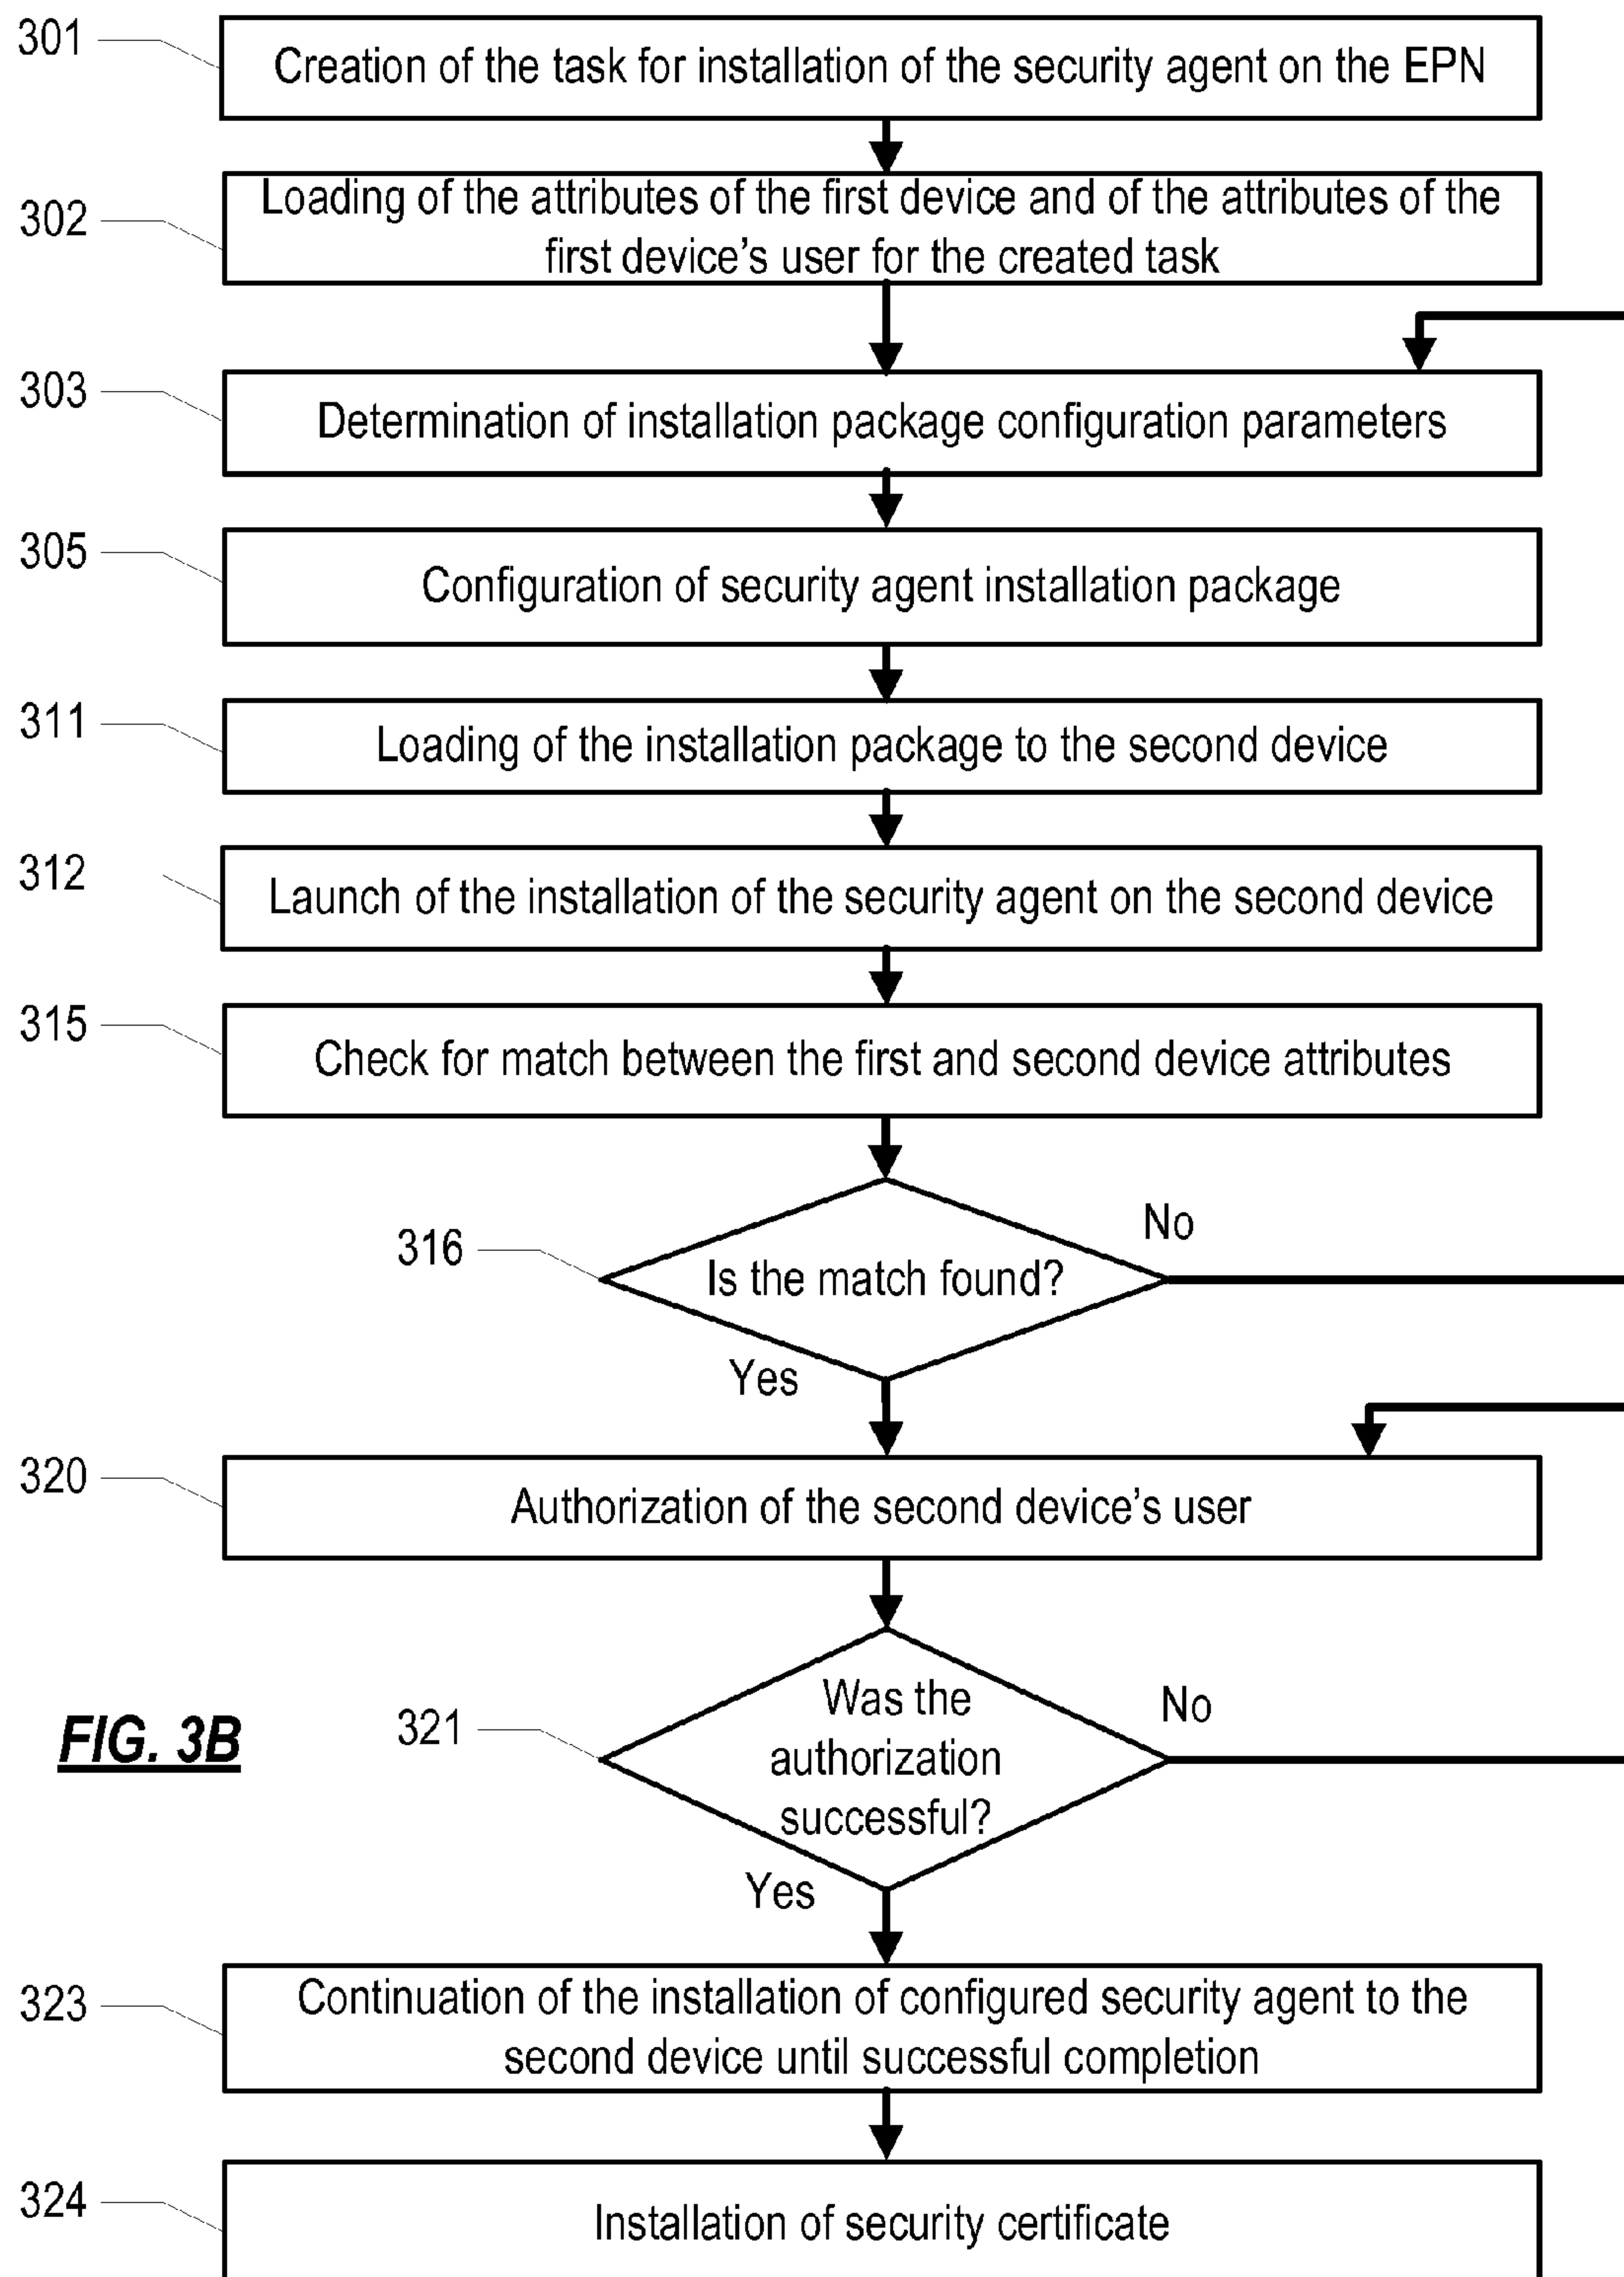 301
Creation of the task for installation of the security agent on the EPN
302
Loading of the attributes of the first device and of the attributes of the
first device’s user for the created task
303
Determination of installation package configuration parameters
305
Configuration of security agent installation package
311
Loading of the installation package to the second device
312
Launch of the installation of the security agent on the second device
315
Check for match between the first and second device attributes
316
Is the match found?
No
Yes
320
Authorization of the second device’s user
321
Was the
authorization
successful?
No
Yes
FIG. 3B
323
Continuation of the installation of configured security agent to the
second device until successful completion
324
Installation of security certificate